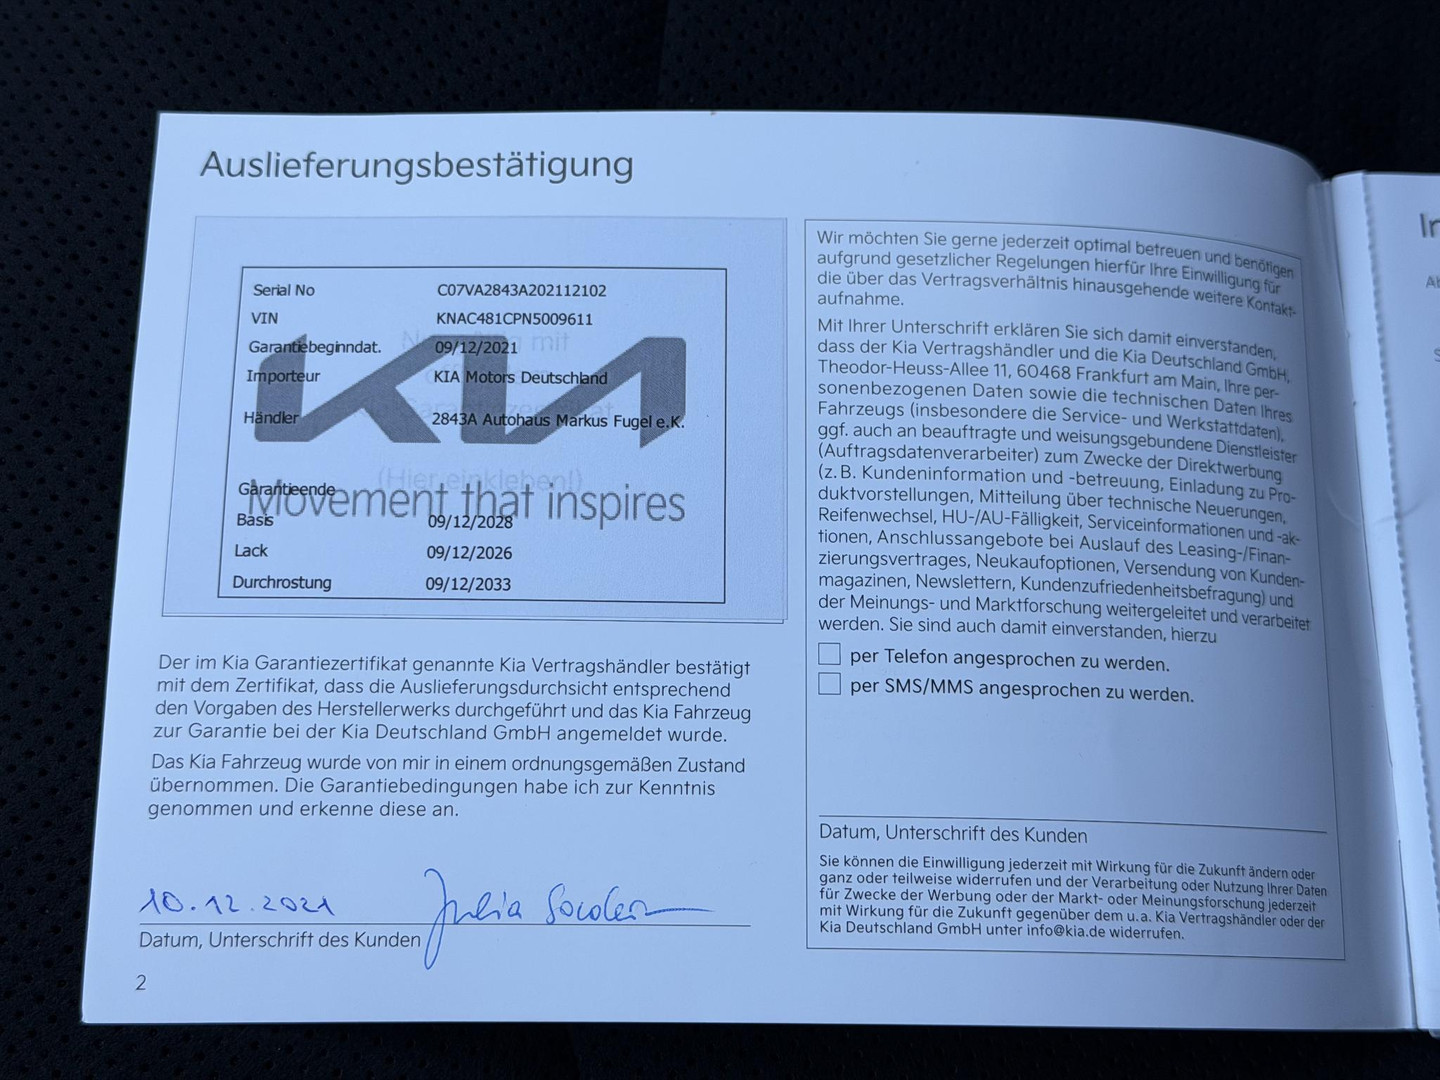 Auslieferungsbestätigung
Serial No C07VA2843A202112102
VIN KNAC481CPN5009611
Garantiebeginndat. 09/12/2021
Importeur KIA Motors Deutschland
Händler 2843A Autohaus Markus Fugel e.K.
KIA
(Hier einkleben!)
Movement that inspires
Garantieende
Basis 09/12/2028
Lack 09/12/2026
Durchrostung 09/12/2033
Der im Kia Garantiezertifikat genannte Kia Vertragshändler bestätigt
mit dem Zertifikat, dass die Auslieferungsdurchsicht entsprechend
den Vorgaben des Herstellerwerks durchgeführt und das Kia Fahrzeug
zur Garantie bei der Kia Deutschland GmbH angemeldet wurde.
Das Kia Fahrzeug wurde von mir in einem ordnungsgemäßen Zustand
übernommen. Die Garantiebedingungen habe ich zur Kenntnis
genommen und erkenne diese an.
10.12.2021 Julia
Datum, Unterschrift des Kunden
2
Wir möchten Sie gerne jederzeit optimal betreuen und benötigen
aufgrund gesetzlicher Regelungen hierfür Ihre Einwilligung für
die über das Vertragsverhältnis hinausgehende weitere Kontakt-
aufnahme.
Mit Ihrer Unterschrift erklären Sie sich damit einverstanden,
dass der Kia Vertragshändler und die Kia Deutschland GmbH,
Theodor-Heuss-Allee 11, 60468 Frankfurt am Main, Ihre per-
sonenbezogenen Daten sowie die technischen Daten Ihres
Fahrzeugs (insbesondere die Service- und Werkstattdaten),
ggf. auch an beauftragte und weisungsgebundene Dienstleister
(Auftragsdatenverarbeiter) zum Zwecke der Direktwerbung
(z. B. Kundeninformation und -betreuung, Einladung zu Pro-
duktvorstellungen, Mitteilung über technische Neuerungen,
Reifenwechsel, HU-/AU-Fälligkeit, Serviceinformationen und -ak-
tionen, Anschlussangebote bei Auslauf des Leasing-/Finan-
zierungsvertrages, Neukaufoptionen, Versendung von Kunden-
magazinen, Newslettern, Kundenzufriedenheitsbefragung) und
der Meinungs- und Marktforschung weitergeleitet und verarbeitet
werden. Sie sind auch damit einverstanden, hierzu
per Telefon angesprochen zu werden.
per SMS/MMS angesprochen zu werden.
Datum, Unterschrift des Kunden
Sie können die Einwilligung jederzeit mit Wirkung für die Zukunft ändern oder
ganz oder teilweise widerrufen und der Verarbeitung oder Nutzung Ihrer Daten
für Zwecke der Werbung oder der Markt- oder Meinungsforschung jederzeit
mit Wirkung für die Zukunft gegenüber dem u. a. Kia Vertragshändler oder der
Kia Deutschland GmbH unter info@kia.de widerrufen.